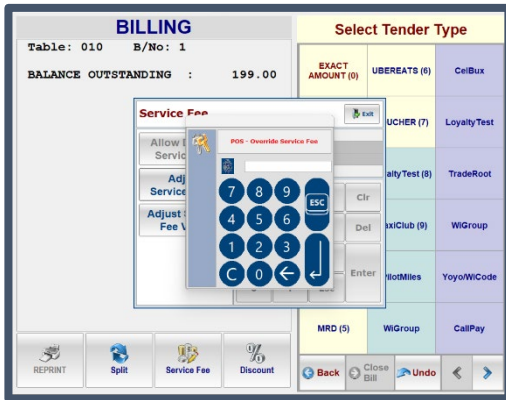 BILLING
Table: 010 B/No: 1
BALANCE OUTSTANDING : 199.00
Service Fee
Exit
Allow
Servic
Adj
Service
Adjust
Fee V
Clr
Del
Enter
POS - Override Service Fee
7 8 9 ESC
4 5 6
1 2 3
C 0
REPRINT
Split
Service Fee
Discount
Select Tender Type
EXACT
AMOUNT (0)
UBEREATS (6)
CelBux
UCHER (7)
LoyaltyTest
altyTest (8)
TradeRoot
xiClub (9)
WiGroup
PilotMiles
Yoyo/WiCode
MRD (5)
WiGroup
CallPay
Back
Close
Bill
Undo